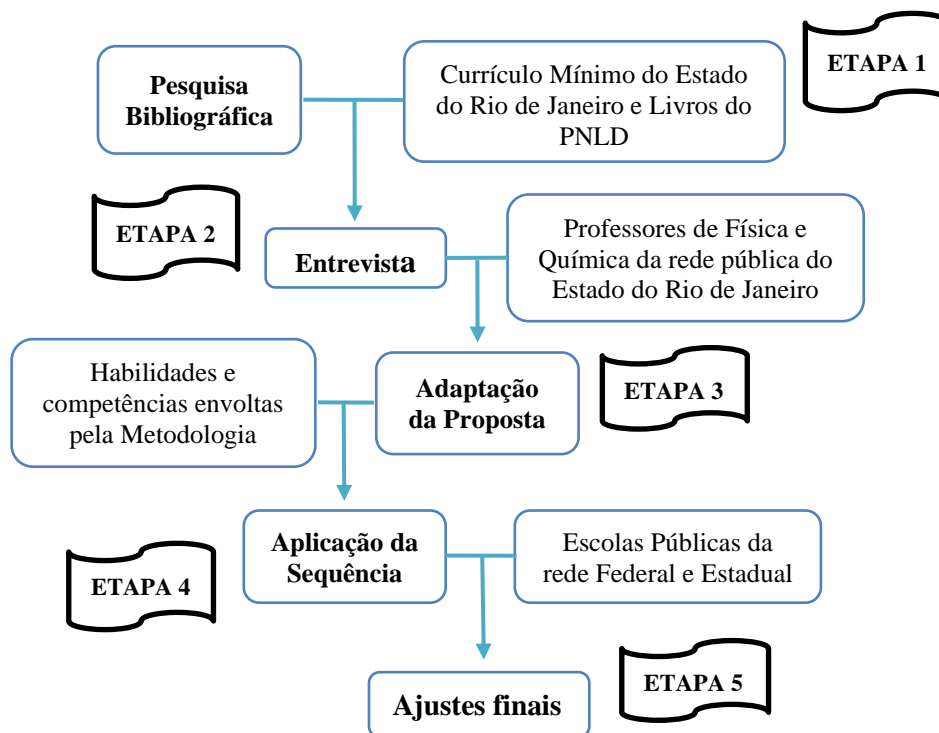 ETAPA 1
Pesquisa
Bibliográfica
Currículo Mínimo do Estado
do Rio de Janeiro e Livros do
PNLD
ETAPA 2
Entrevista
Professores de Física e
Química da rede pública do
Estado do Rio de Janeiro
Habilidades e
competências envoltas
pela Metodologia
Adaptação
da Proposta
ETAPA 3
Aplicação da
Sequência
Escolas Públicas da
rede Federal e Estadual
ETAPA 4
Ajustes finais
ETAPA 5